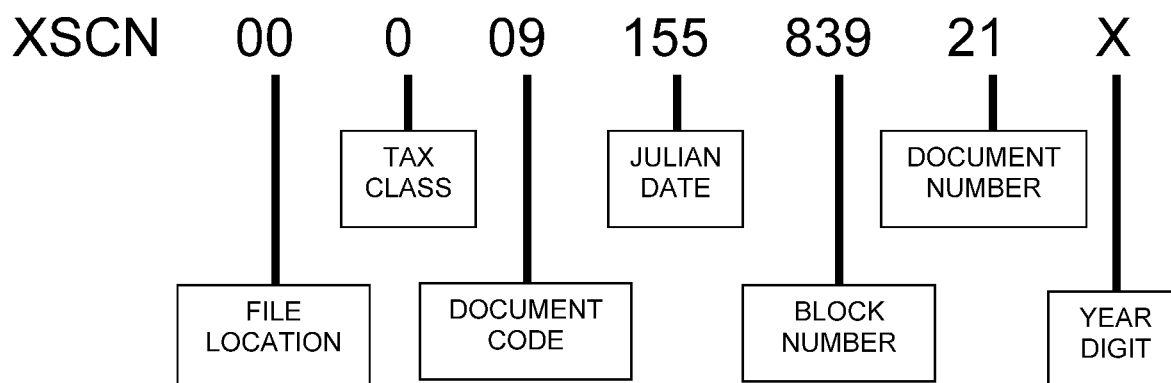 XSCN 00 0 09 155 839 21 X
TAX
CLASS
JULIAN
DATE
DOCUMENT
NUMBER
FILE
LOCATION
DOCUMENT
CODE
BLOCK
NUMBER
YEAR
DIGIT